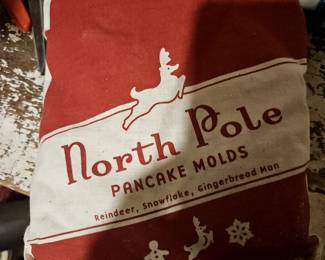 North Pole
PANCAKE MOLDS
Reindeer, Snowflake, Gingerbread Man